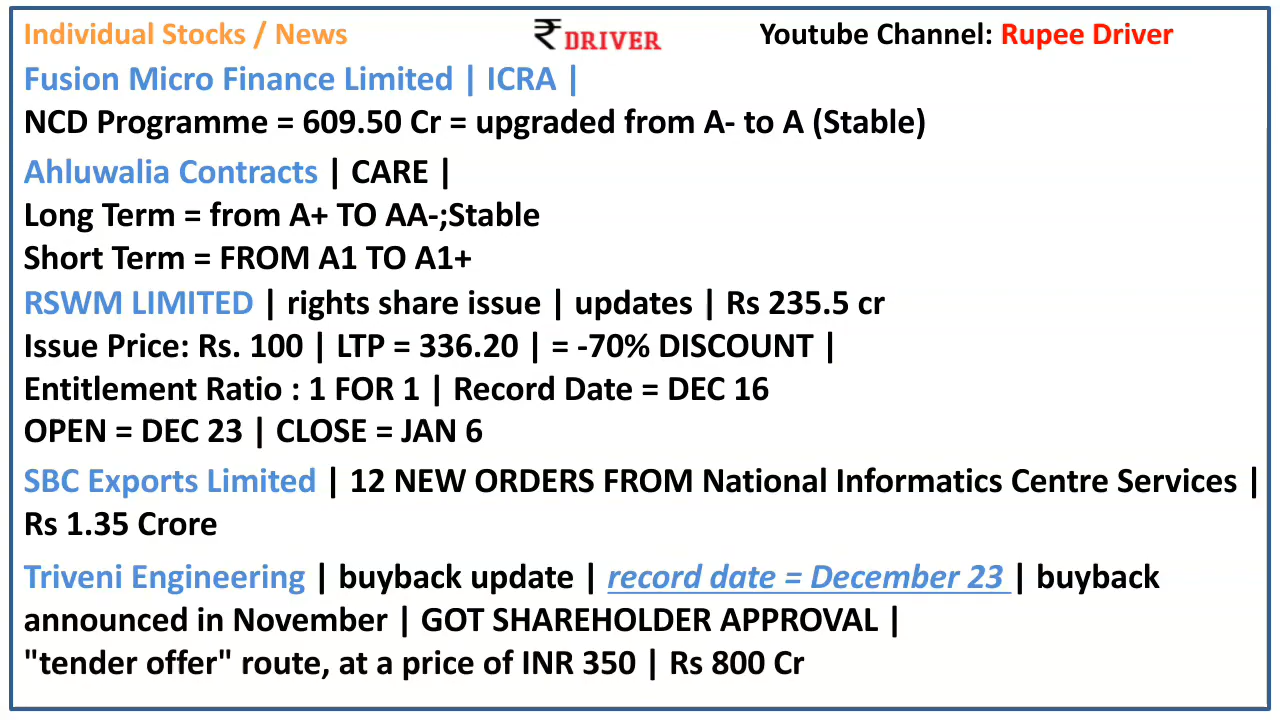 Individual Stocks / News ₹ DRIVER Youtube Channel: Rupee Driver
Fusion Micro Finance Limited | ICRA |
NCD Programme = 609.50 Cr = upgraded from A- to A (Stable)
Ahluwalia Contracts | CARE |
Long Term = from A+ TO AA-;Stable
Short Term = FROM A1 TO A1+
RSWM LIMITED | rights share issue | updates | Rs 235.5 cr
Issue Price: Rs. 100 | LTP = 336.20 | = -70% DISCOUNT |
Entitlement Ratio : 1 FOR 1 | Record Date = DEC 16
OPEN = DEC 23 | CLOSE = JAN 6
SBC Exports Limited | 12 NEW ORDERS FROM National Informatics Centre Services |
Rs 1.35 Crore
Triveni Engineering | buyback update | record date = December 23 | buyback
announced in November | GOT SHAREHOLDER APPROVAL |
"tender offer" route, at a price of INR 350 | Rs 800 Cr